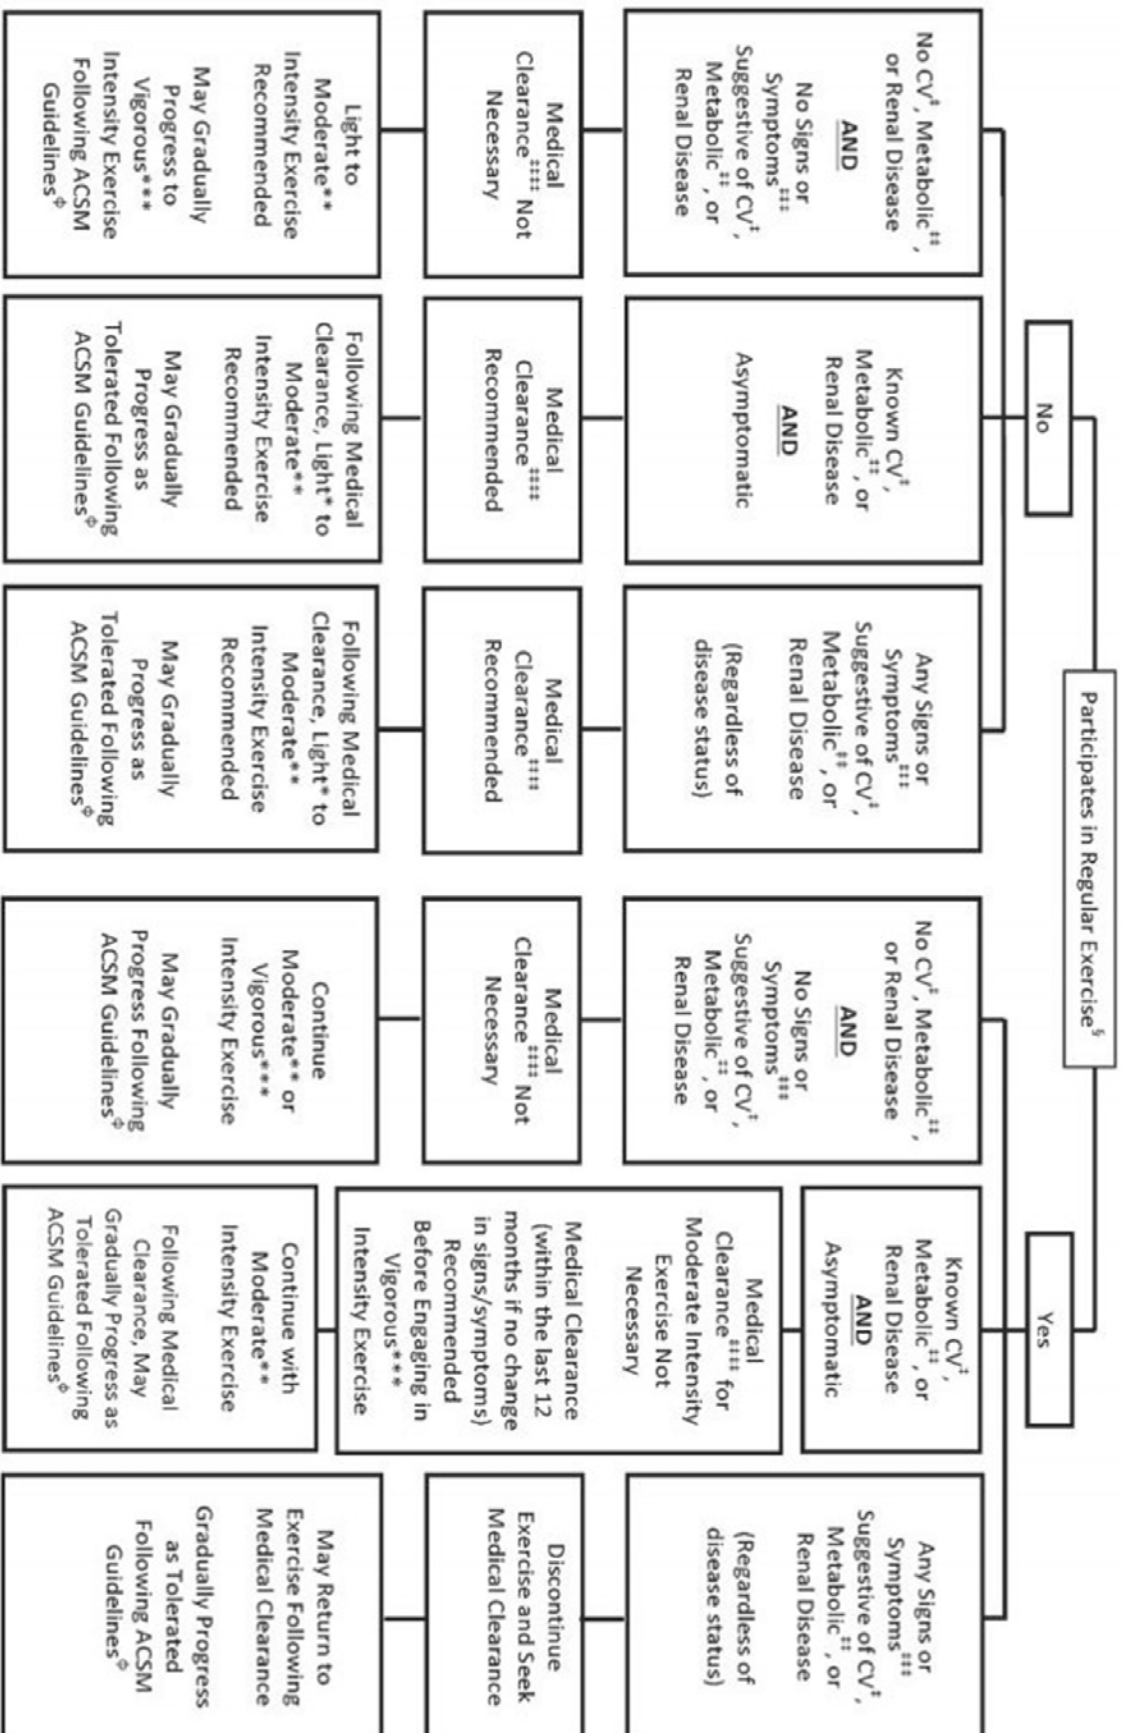 Participates in Regular Exercise§
No
Yes
No CV‡, Metabolic‡‡,
or Renal Disease
AND
No Signs or
Symptoms‡‡‡
Suggestive of CV‡,
Metabolic‡‡, or
Renal Disease
Medical
Clearance‡‡‡‡ Not
Necessary
Light to
Moderate**
Intensity Exercise
Recommended
May Gradually
Progress to
Vigorous***
Intensity Exercise
Following ACSM
GuidelinesΦ
Known CV‡,
Metabolic‡‡, or
Renal Disease
AND
Asymptomatic
Medical
Clearance‡‡‡‡
Recommended
Following Medical
Clearance, Light* to
Moderate**
Intensity Exercise
Recommended
May Gradually
Progress as
Tolerated Following
ACSM GuidelinesΦ
Any Signs or
Symptoms‡‡‡
Suggestive of CV‡,
Metabolic‡‡, or
Renal Disease
(Regardless of
disease status)
Medical
Clearance‡‡‡‡
Recommended
Following Medical
Clearance, Light* to
Moderate**
Intensity Exercise
Recommended
May Gradually
Progress as
Tolerated Following
ACSM GuidelinesΦ
No CV‡, Metabolic‡‡,
or Renal Disease
AND
No Signs or
Symptoms‡‡‡
Suggestive of CV‡,
Metabolic‡‡, or
Renal Disease
Medical
Clearance‡‡‡‡ Not
Necessary
Continue
Moderate** or
Vigorous***
Intensity Exercise
May Gradually
Progress Following
ACSM GuidelinesΦ
Known CV‡,
Metabolic‡‡, or
Renal Disease
AND
Asymptomatic
Medical
Clearance‡‡‡‡ for
Moderate Intensity
Exercise Not
Necessary
Medical Clearance
(within the last 12
months if no change
in signs/symptoms)
Recommended
Before Engaging in
Vigorous***
Intensity Exercise
Continue with
Moderate**
Intensity Exercise
Following Medical
Clearance, May
Gradually Progress as
Tolerated Following
ACSM GuidelinesΦ
Any Signs or
Symptoms‡‡‡
Suggestive of CV‡,
Metabolic‡‡, or
Renal Disease
(Regardless of
disease status)
Discontinue
Exercise and Seek
Medical Clearance
May Return to
Exercise Following
Medical Clearance
Gradually Progress
as Tolerated
Following ACSM
GuidelinesΦ